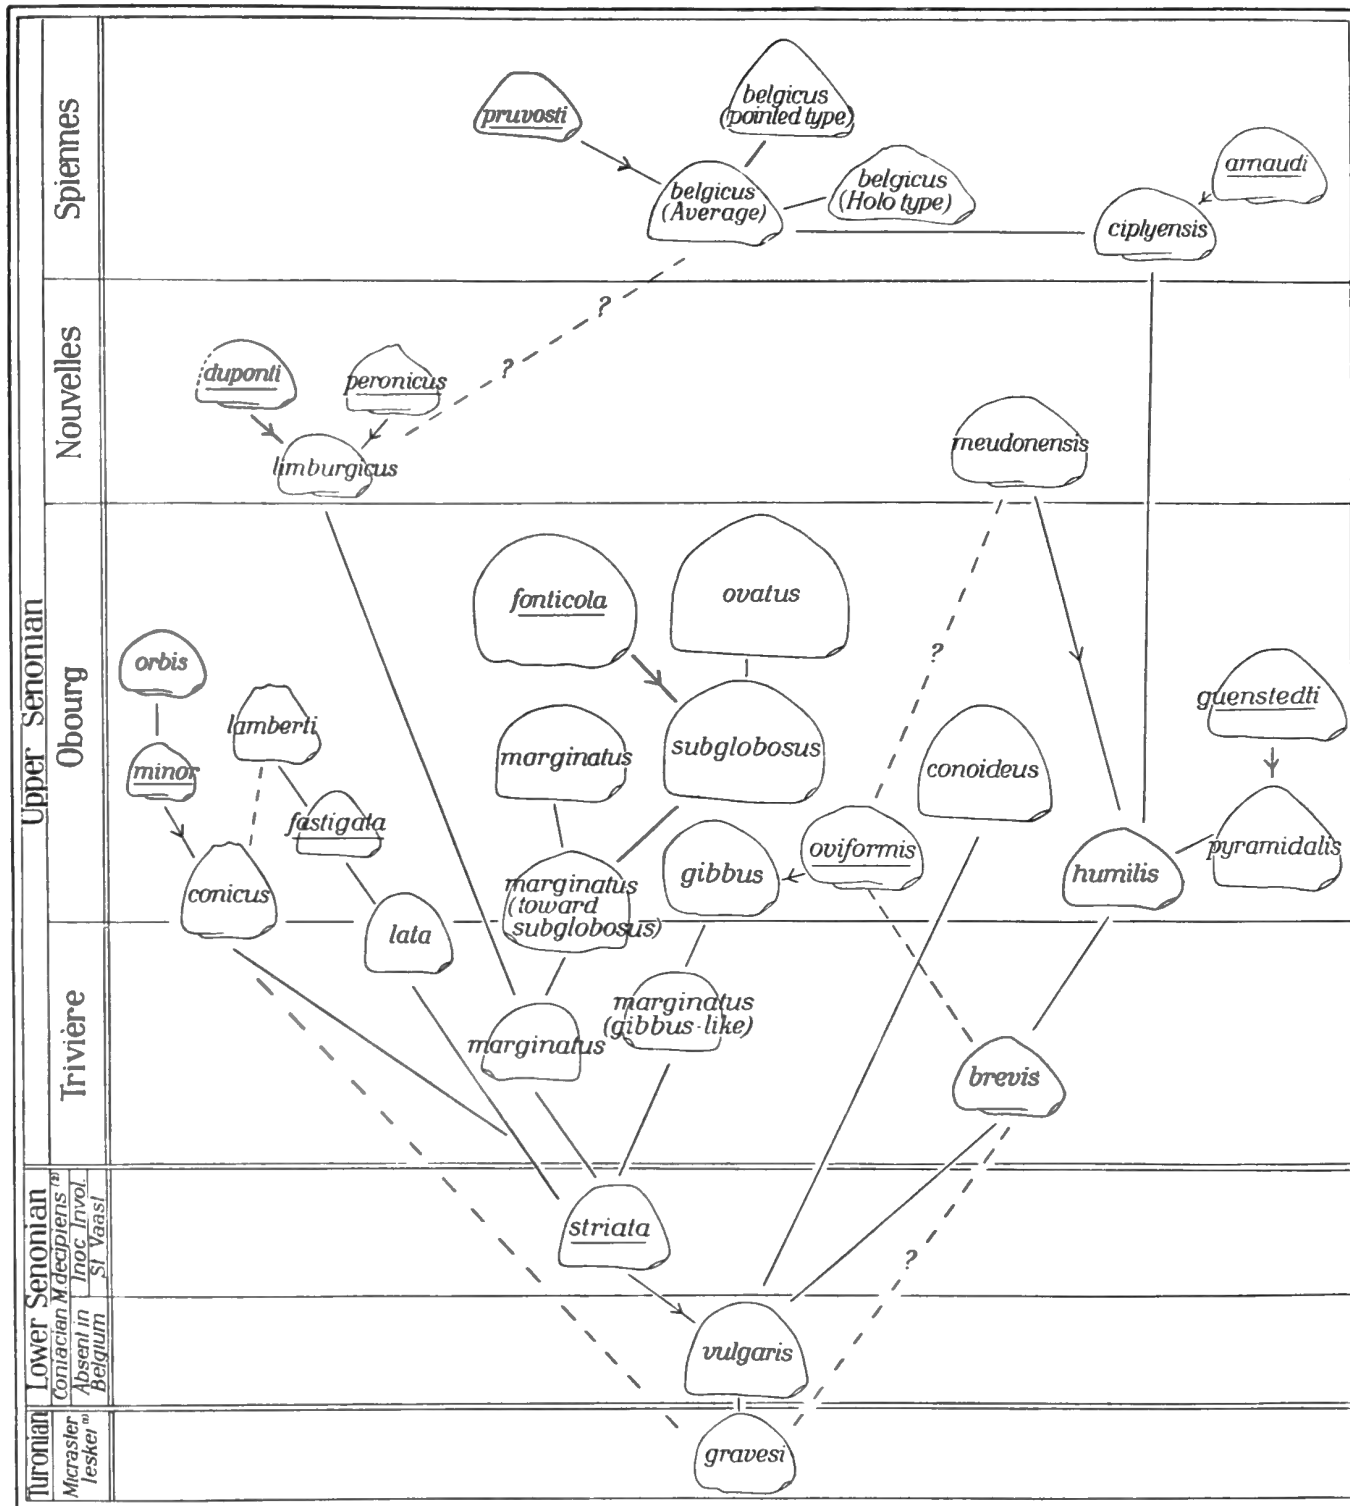 Upper Senonian
Lower Senonian
Turonian
Spiennes
Nouvelles
Obourg
Trivière
Coniacian M. decipiens (2)
Inoc Invol.
St Vaast
Absent in
Belgium
Micraster
leskei
pruvosti
belgicus
(pointed type)
belgicus
(Average)
belgicus
(Holo type)
arnaudi
ciplyensis
?
?
duponti
peronicus
limburgicus
meudonensis
fonticola
ovatus
?
orbis
lamberti
minor
marginatus
subglobosus
conoideus
guenstedti
fastigata
conicus
marginatus
(toward
subglobosus)
gibbus
oviformis
humilis
pyramidalis
lata
marginatus
marginatus
(gibbus-like)
brevis
striata
?
vulgaris
gravesi